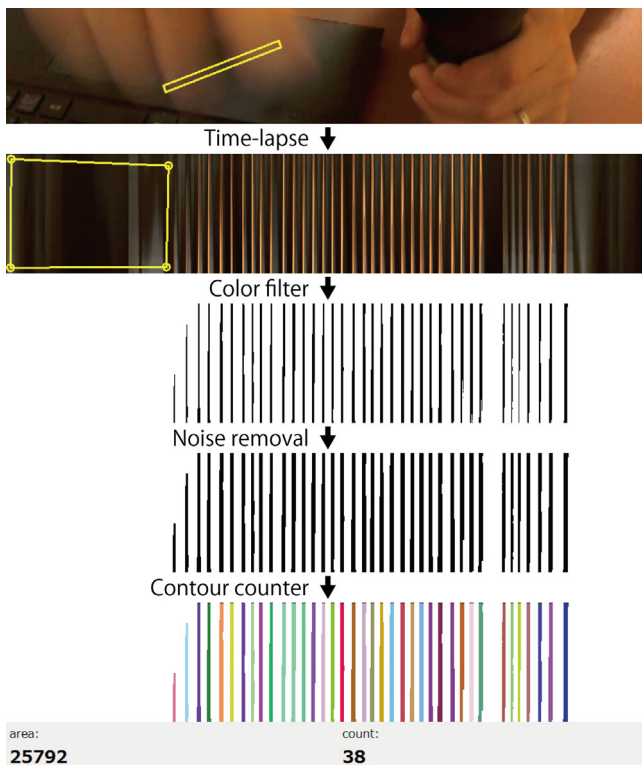 Time-lapse
Color filter
Noise removal
Contour counter
area:
count:
25792
38